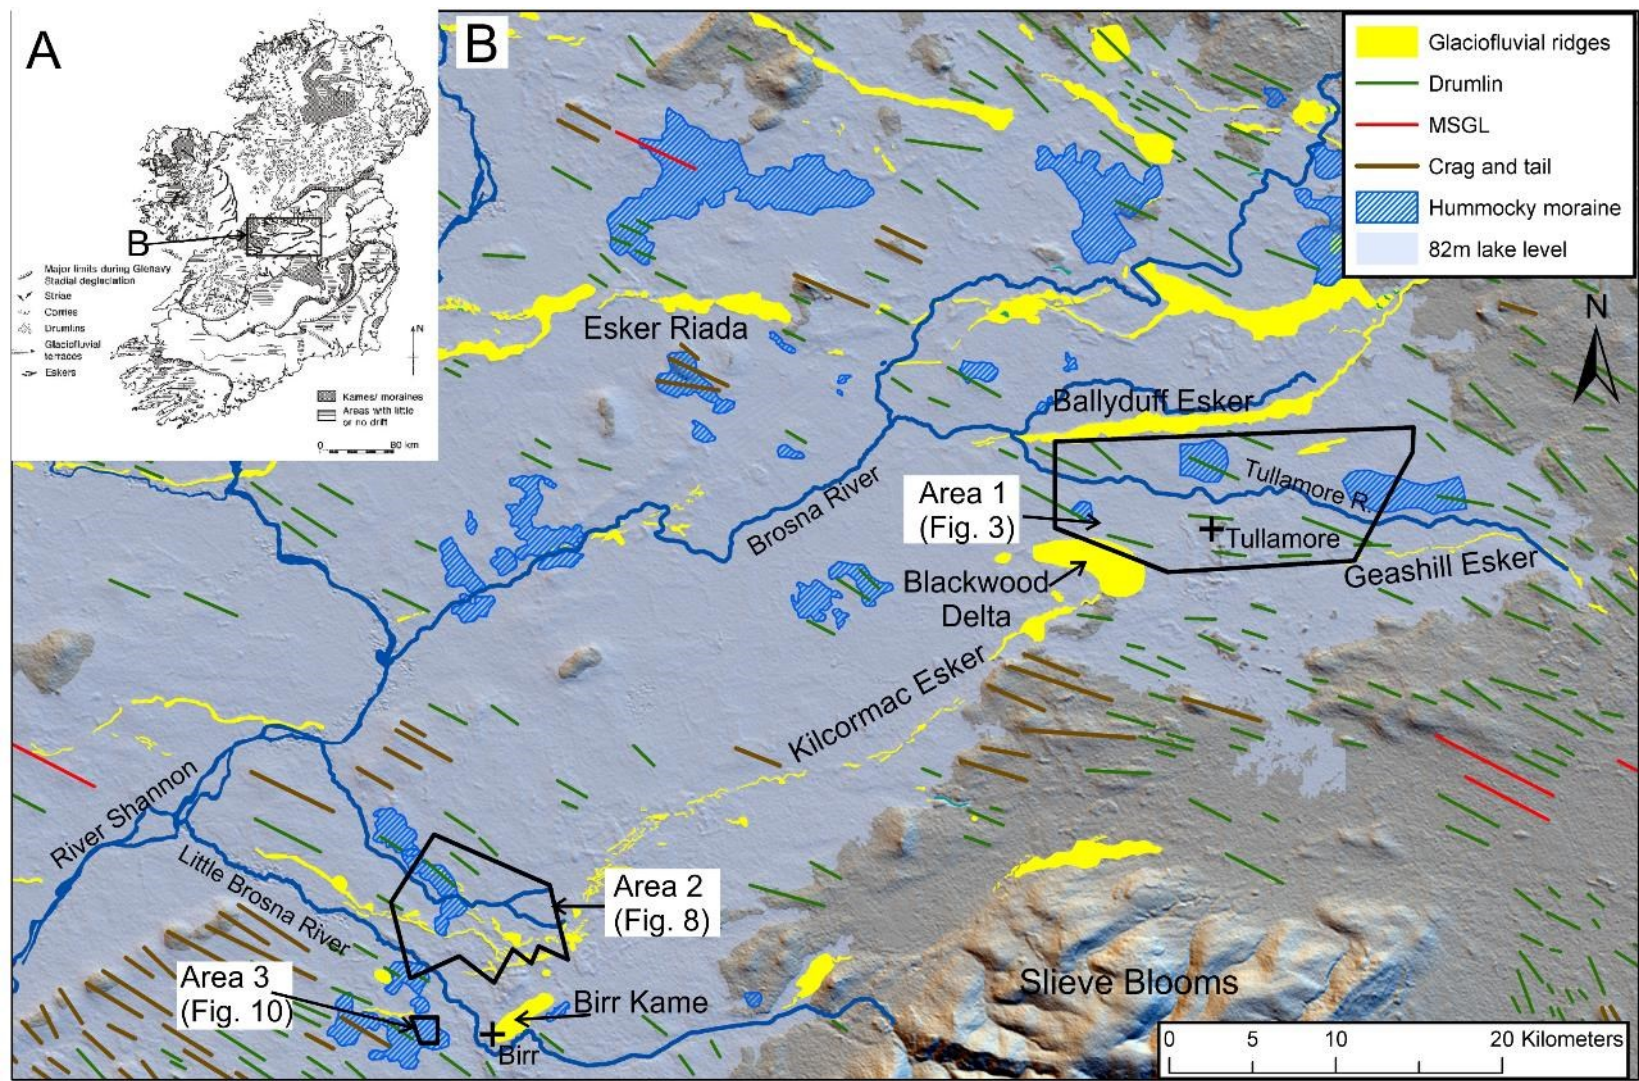 A
B
Major limits during Glenavy
Stadial deglaciation
Striae
Corries
Drumlins
Glaciofluvial
terraces
Eskers
N
Kames/ moraines
Areas with little
or no drift
0 80 km
B
Glaciofluvial ridges
Drumlin
MSGL
Crag and tail
Hummocky moraine
82m lake level
N
Esker Riada
Ballyduff Esker
Tullamore R.
Area 1
(Fig. 3)
Tullamore
Brosna River
Geashill Esker
Blackwood
Delta
Kilcormac Esker
River Shannon
Little Brosna River
Area 2
(Fig. 8)
Area 3
(Fig. 10)
Birr Kame
Birr
Slieve Blooms
0 5 10 20 Kilometers